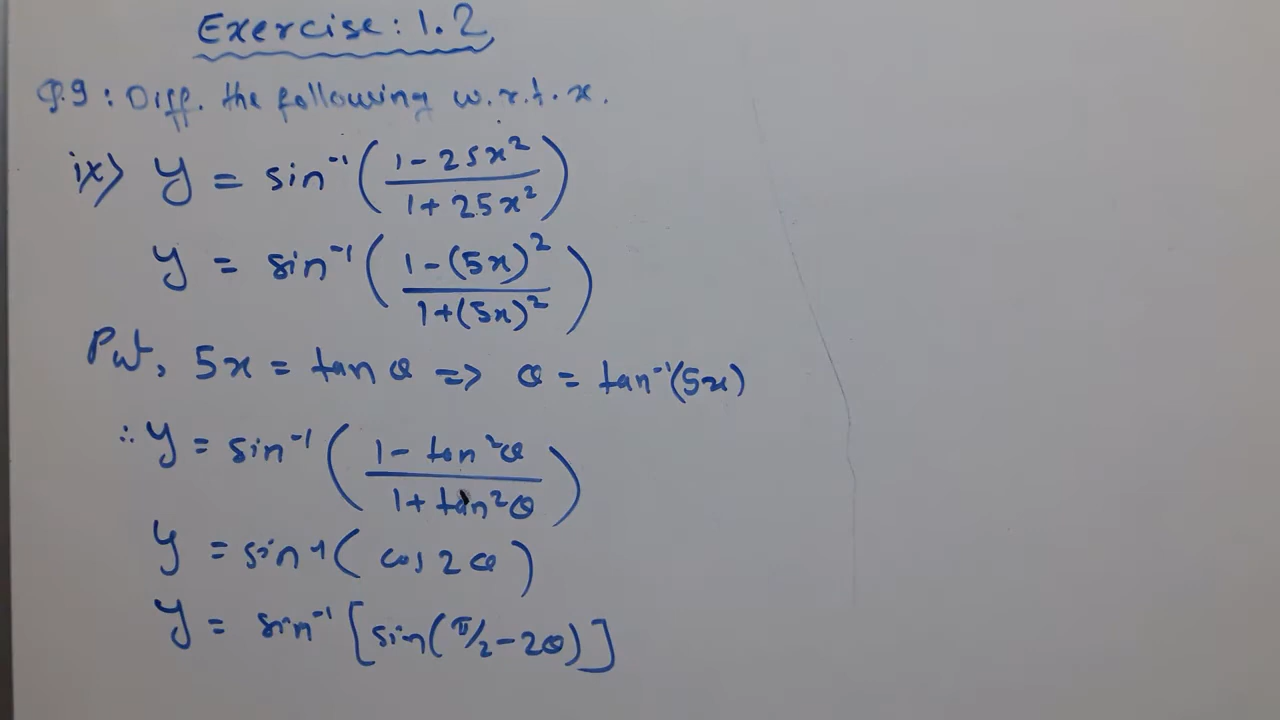 Exercise: 1.2
Q.9: Diff. the following w.r.t. x.
ix) y = sin⁻¹ ( 1 - 25x² / 1 + 25x² )
y = sin⁻¹ ( 1 - (5x)² / 1 + (5x)² )
Put, 5x = tan θ => θ = tan⁻¹(5x)
∴ y = sin⁻¹ ( 1 - tan²θ / 1 + tan²θ )
y = sin⁻¹ ( cos 2θ )
y = sin⁻¹ [ sin( π/2 - 2θ ) ]